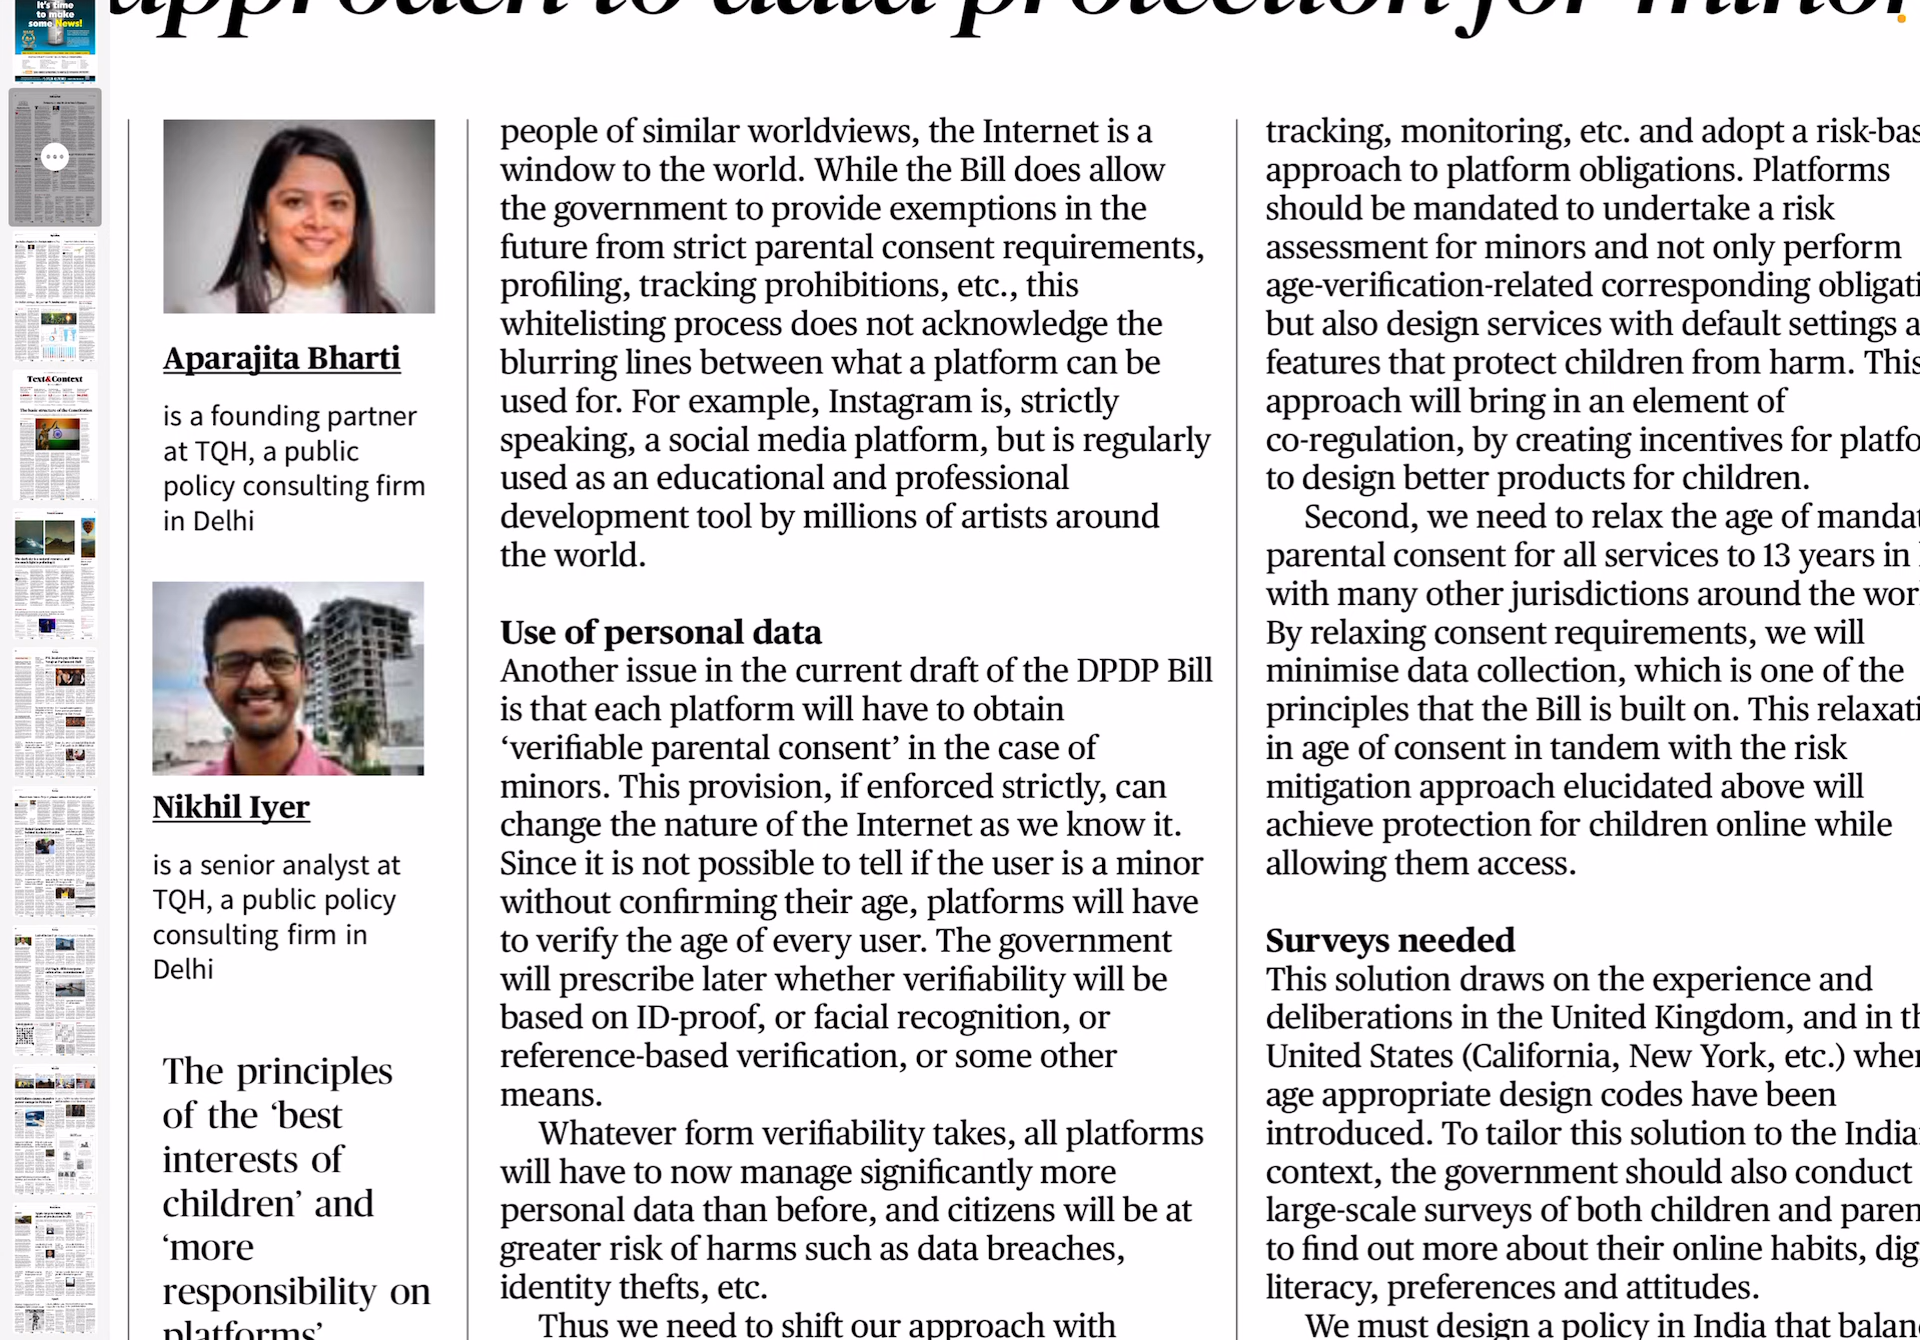 It's time
to make
some News!
approach to data protection for minor
Aparajita Bharti
is a founding partner
at TQH, a public
policy consulting firm
in Delhi
Nikhil Iyer
is a senior analyst at
TQH, a public policy
consulting firm in
Delhi
The principles
of the ‘best
interests of
children’ and
‘more
responsibility on
platforms’
people of similar worldviews, the Internet is a
window to the world. While the Bill does allow
the government to provide exemptions in the
future from strict parental consent requirements,
profiling, tracking prohibitions, etc., this
whitelisting process does not acknowledge the
blurring lines between what a platform can be
used for. For example, Instagram is, strictly
speaking, a social media platform, but is regularly
used as an educational and professional
development tool by millions of artists around
the world.
Use of personal data
Another issue in the current draft of the DPDP Bill
is that each platform will have to obtain
‘verifiable parental consent’ in the case of
minors. This provision, if enforced strictly, can
change the nature of the Internet as we know it.
Since it is not possible to tell if the user is a minor
without confirming their age, platforms will have
to verify the age of every user. The government
will prescribe later whether verifiability will be
based on ID-proof, or facial recognition, or
reference-based verification, or some other
means.
Whatever form verifiability takes, all platforms
will have to now manage significantly more
personal data than before, and citizens will be at
greater risk of harms such as data breaches,
identity thefts, etc.
Thus we need to shift our approach with
tracking, monitoring, etc. and adopt a risk-bas
approach to platform obligations. Platforms
should be mandated to undertake a risk
assessment for minors and not only perform
age-verification-related corresponding obligati
but also design services with default settings a
features that protect children from harm. This
approach will bring in an element of
co-regulation, by creating incentives for platfo
to design better products for children.
Second, we need to relax the age of mandat
parental consent for all services to 13 years in
with many other jurisdictions around the wor
By relaxing consent requirements, we will
minimise data collection, which is one of the
principles that the Bill is built on. This relaxati
in age of consent in tandem with the risk
mitigation approach elucidated above will
achieve protection for children online while
allowing them access.
Surveys needed
This solution draws on the experience and
deliberations in the United Kingdom, and in th
United States (California, New York, etc.) wher
age appropriate design codes have been
introduced. To tailor this solution to the India
context, the government should also conduct
large-scale surveys of both children and paren
to find out more about their online habits, dig
literacy, preferences and attitudes.
We must design a policy in India that balanc
Text&Context
The basic structure of the Constitution